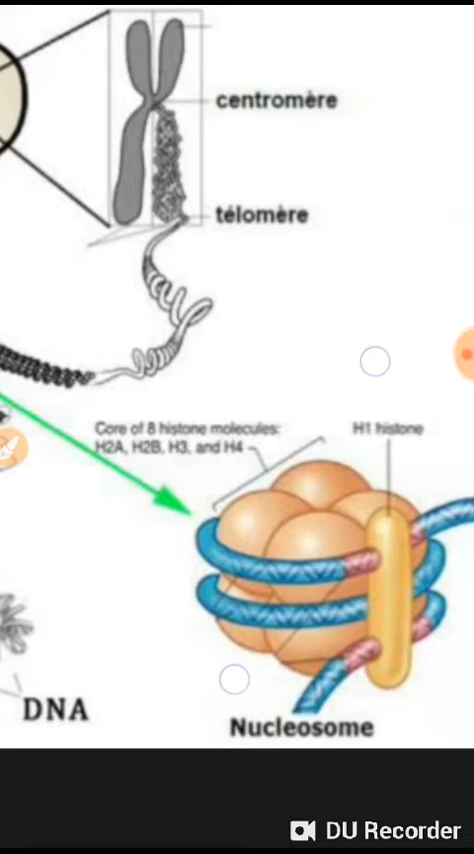 centromère
télomère
Core of 8 histone molecules:
H2A, H2B, H3, and H4
H1 histone
DNA
Nucleosome
DU Recorder